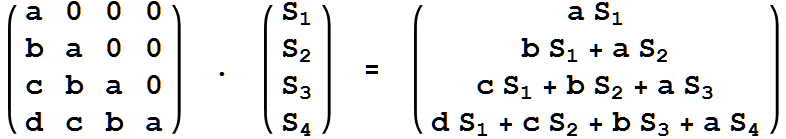 a 0 0 0 S₁ a S₁
b a 0 0 S₂ b S₁ + a S₂
. =
c b a 0 S₃ c S₁ + b S₂ + a S₃
d c b a S₄ d S₁ + c S₂ + b S₃ + a S₄